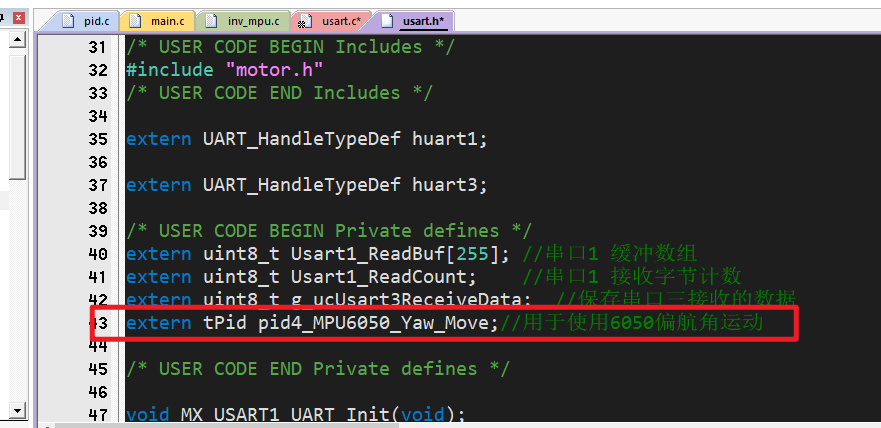 pid.c main.c inv_mpu.c usart.c* usart.h*
31 /* USER CODE BEGIN Includes */
32 #include "motor.h"
33 /* USER CODE END Includes */
34
35 extern UART_HandleTypeDef huart1;
36
37 extern UART_HandleTypeDef huart3;
38
39 /* USER CODE BEGIN Private defines */
40 extern uint8_t Usart1_ReadBuf[255]; //串口1 缓冲数组
41 extern uint8_t Usart1_ReadCount; //串口1 接收字节计数
42 extern uint8_t g_ucUsart3ReceiveData; //保存串口三接收的数据
43 extern tPid pid4_MPU6050_Yaw_Move;//用于使用6050偏航角运动
44
45 /* USER CODE END Private defines */
46
47 void MX_USART1_UART_Init(void);